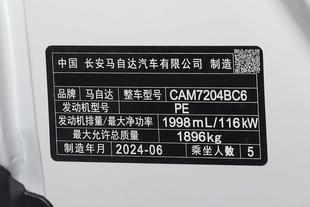 中国 长安马自达汽车有限公司 制造
品牌 马自达 整车型号 CAM7204BC6
发动机型号 PE
发动机排量/最大净功率 1998mL/116kW
最大允许总质量 1896kg
制造年月 2024-06 乘坐人数 5